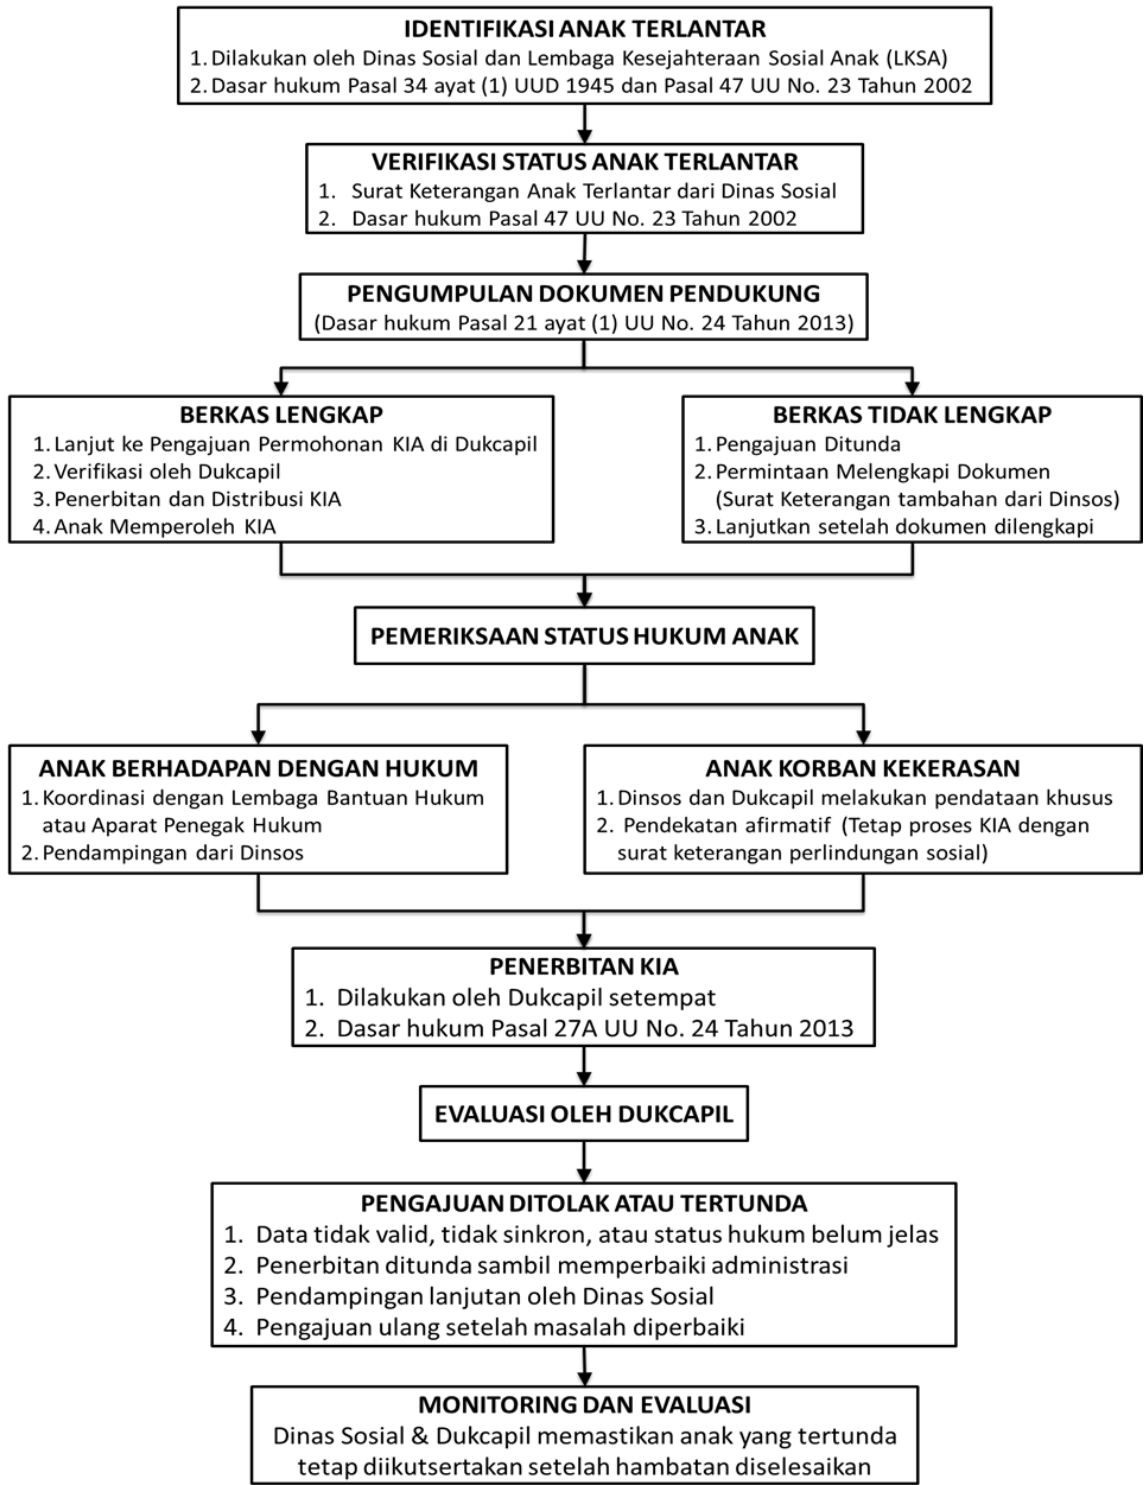 IDENTIFIKASI ANAK TERLANTAR
1. Dilakukan oleh Dinas Sosial dan Lembaga Kesejahteraan Sosial Anak (LKSA)
2. Dasar hukum Pasal 34 ayat (1) UUD 1945 dan Pasal 47 UU No. 23 Tahun 2002
VERIFIKASI STATUS ANAK TERLANTAR
1. Surat Keterangan Anak Terlantar dari Dinas Sosial
2. Dasar hukum Pasal 47 UU No. 23 Tahun 2002
PENGUMPULAN DOKUMEN PENDUKUNG
(Dasar hukum Pasal 21 ayat (1) UU No. 24 Tahun 2013)
BERKAS LENGKAP
1. Lanjut ke Pengajuan Permohonan KIA di Dukcapil
2. Verifikasi oleh Dukcapil
3. Penerbitan dan Distribusi KIA
4. Anak Memperoleh KIA
BERKAS TIDAK LENGKAP
1. Pengajuan Ditunda
2. Permintaan Melengkapi Dokumen
(Surat Keterangan tambahan dari Dinsos)
3. Lanjutkan setelah dokumen dilengkapi
PEMERIKSAAN STATUS HUKUM ANAK
ANAK BERHADAPAN DENGAN HUKUM
1. Koordinasi dengan Lembaga Bantuan Hukum
atau Aparat Penegak Hukum
2. Pendampingan dari Dinsos
ANAK KORBAN KEKERASAN
1. Dinsos dan Dukcapil melakukan pendataan khusus
2. Pendekatan afirmatif (Tetap proses KIA dengan
surat keterangan perlindungan sosial)
PENERBITAN KIA
1. Dilakukan oleh Dukcapil setempat
2. Dasar hukum Pasal 27A UU No. 24 Tahun 2013
EVALUASI OLEH DUKCAPIL
PENGAJUAN DITOLAK ATAU TERTUNDA
1. Data tidak valid, tidak sinkron, atau status hukum belum jelas
2. Penerbitan ditunda sambil memperbaiki administrasi
3. Pendampingan lanjutan oleh Dinas Sosial
4. Pengajuan ulang setelah masalah diperbaiki
MONITORING DAN EVALUASI
Dinas Sosial & Dukcapil memastikan anak yang tertunda
tetap diikutsertakan setelah hambatan diselesaikan